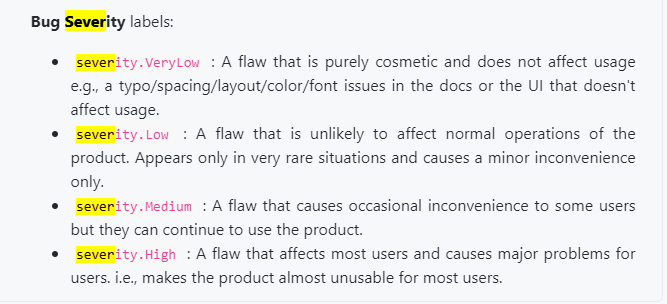 Bug Severity labels:
severity.VeryLow : A flaw that is purely cosmetic and does not affect usage
e.g., a typo/spacing/layout/color/font issues in the docs or the UI that doesn't
affect usage.
severity.Low : A flaw that is unlikely to affect normal operations of the
product. Appears only in very rare situations and causes a minor inconvenience
only.
severity.Medium : A flaw that causes occasional inconvenience to some users
but they can continue to use the product.
severity.High : A flaw that affects most users and causes major problems for
users. i.e., makes the product almost unusable for most users.